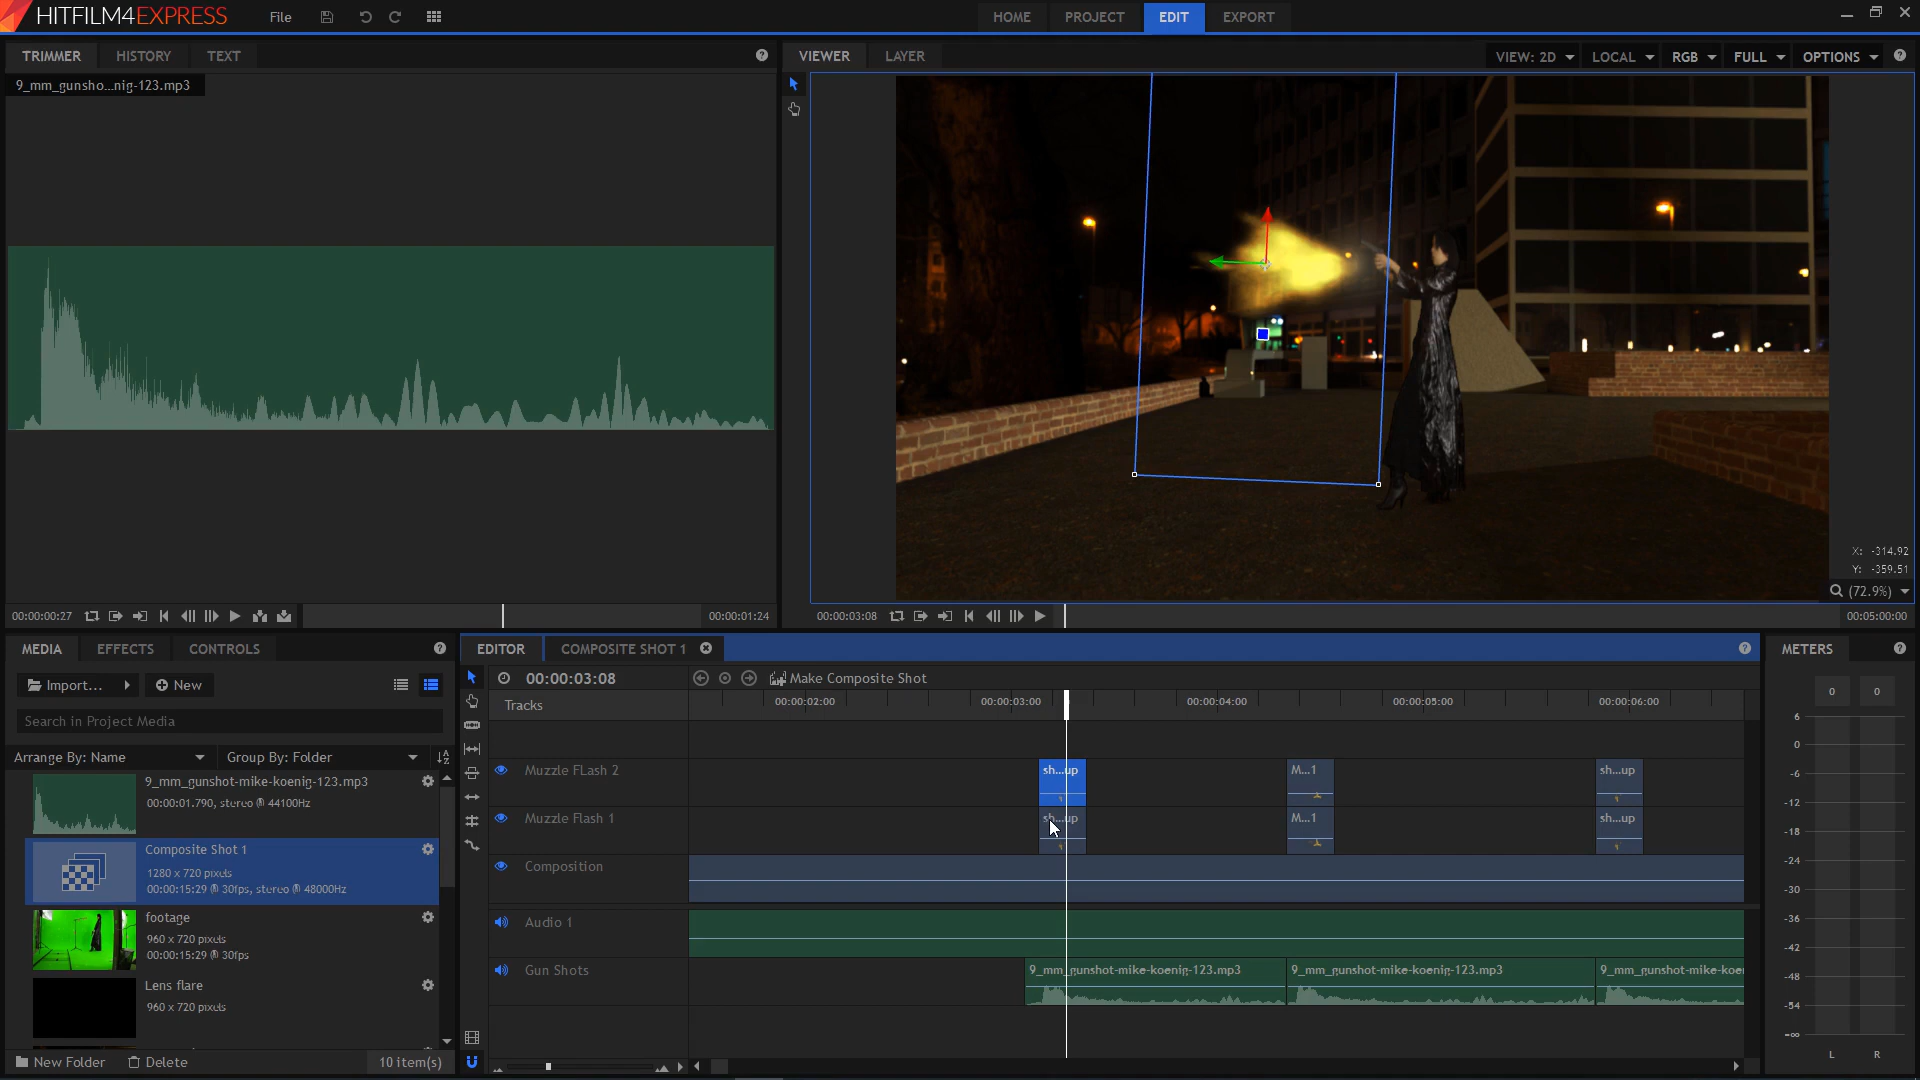 HITFILM4EXPRESS
File
HOME
PROJECT
EDIT
EXPORT
TRIMMER
HISTORY
TEXT
9_mm_gunsho...nig-123.mp3
VIEWER
LAYER
VIEW: 2D
LOCAL
RGB
FULL
OPTIONS
X: -314.92
Y: -359.51
(72.9%)
00:00:00:27
00:00:01:24
00:00:03:08
00:05:00:00
MEDIA
EFFECTS
CONTROLS
Import...
New
Search in Project Media
Arrange By: Name
Group By: Folder
9_mm_gunshot-mike-koenig-123.mp3
00:00:01.790, stereo @ 44100Hz
Composite Shot 1
1280 x 720 pixels
00:00:15:29 @ 30fps, stereo @ 48000Hz
footage
960 x 720 pixels
00:00:15:29 @ 30fps
Lens flare
960 x 720 pixels
New Folder
Delete
10 item(s)
EDITOR
COMPOSITE SHOT 1
00:00:03:08
Make Composite Shot
Tracks
00:00:02:00
00:00:03:00
00:00:04:00
00:00:05:00
00:00:06:00
Muzzle FLash 2
sh...up
M...1
sh...up
Muzzle Flash 1
sh...up
M...1
sh...up
Composition
Audio 1
Gun Shots
9_mm_gunshot-mike-koenig-123.mp3
9_mm_gunshot-mike-koenig-123.mp3
9_mm_gunshot-mike-koe
METERS
0
0
6
0
-6
-12
-18
-24
-30
-36
-42
-48
-54
-∞
L
R